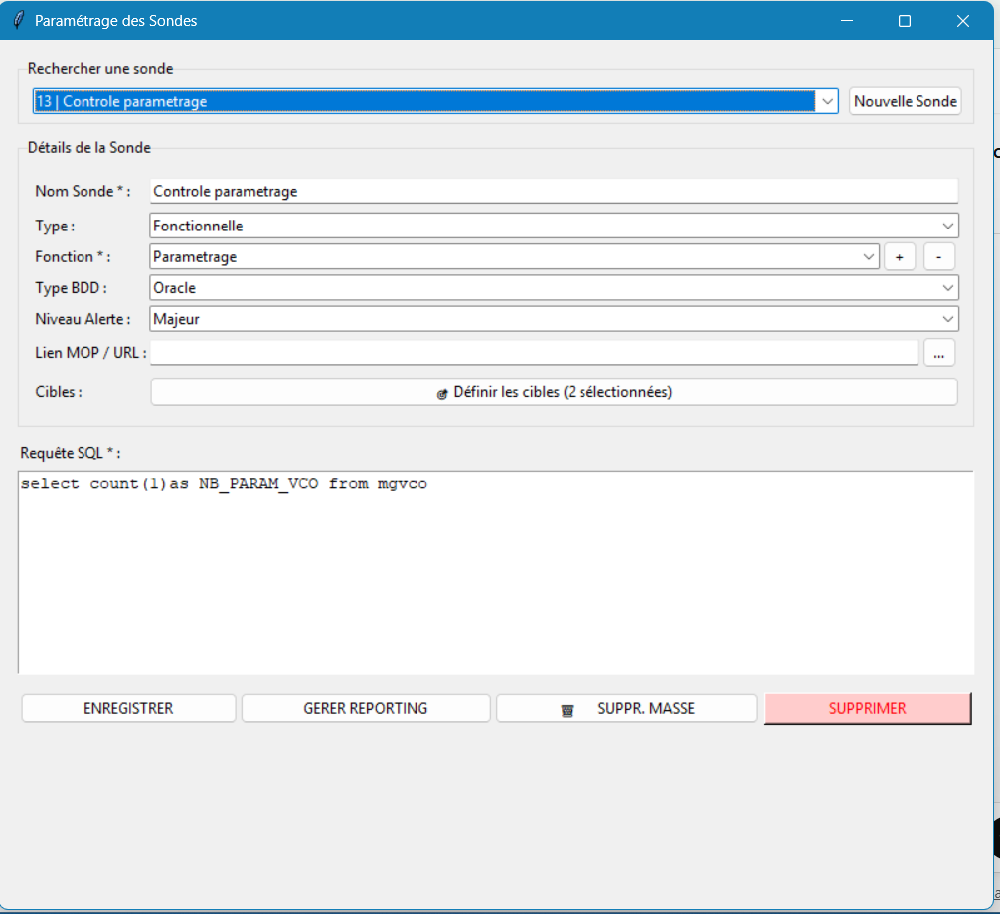 Paramétrage des Sondes
Rechercher une sonde
13 | Controle parametrage
Nouvelle Sonde
Détails de la Sonde
Nom Sonde * : Controle parametrage
Type : Fonctionnelle
Fonction * : Parametrage + -
Type BDD : Oracle
Niveau Alerte : Majeur
Lien MOP / URL : ...
Cibles : Définir les cibles (2 sélectionnées)
Requête SQL * :
select count(1)as NB_PARAM_VCO from mgvco
ENREGISTRER GERER REPORTING SUPPR. MASSE SUPPRIMER